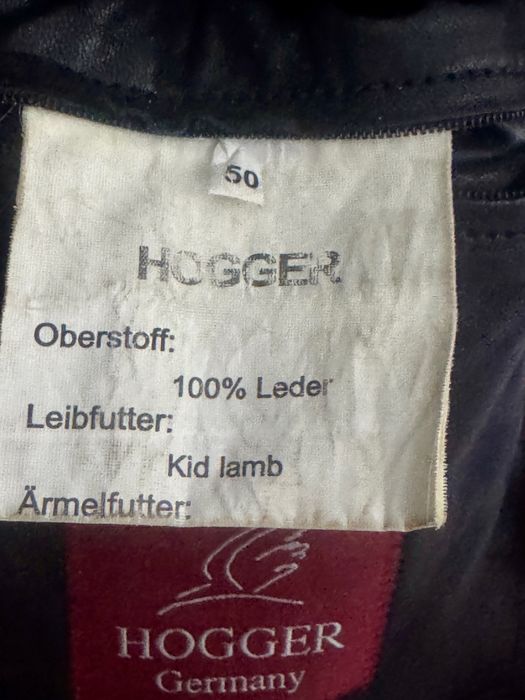 50
HOGGER
Oberstoff:
100% Leder
Leibfutter:
Kid lamb
Ärmelfutter:
HOGGER
Germany